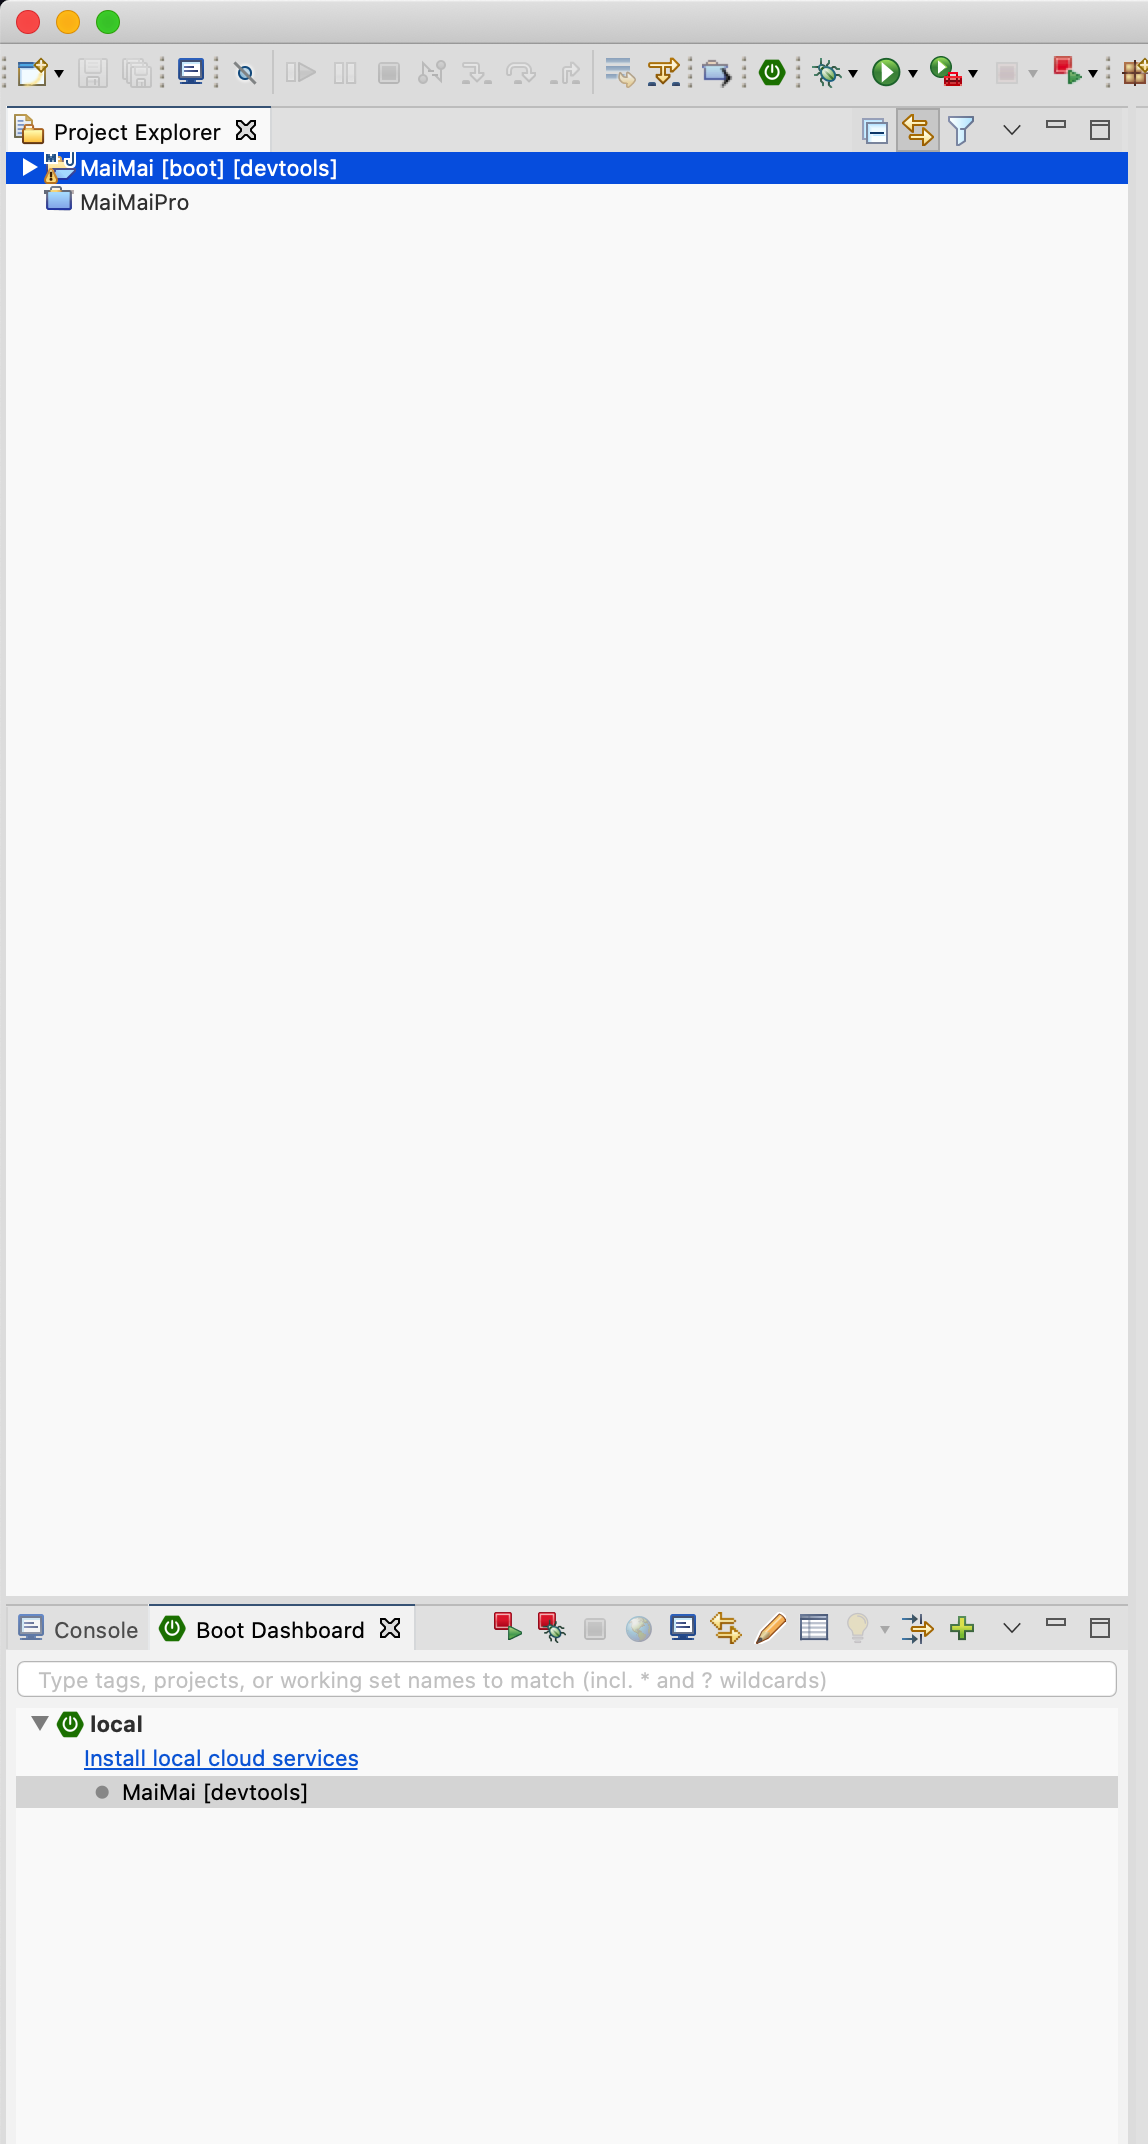 Project Explorer
MaiMai [boot] [devtools]
MaiMaiPro
Console
Boot Dashboard
Type tags, projects, or working set names to match (incl. * and ? wildcards)
local
Install local cloud services
MaiMai [devtools]